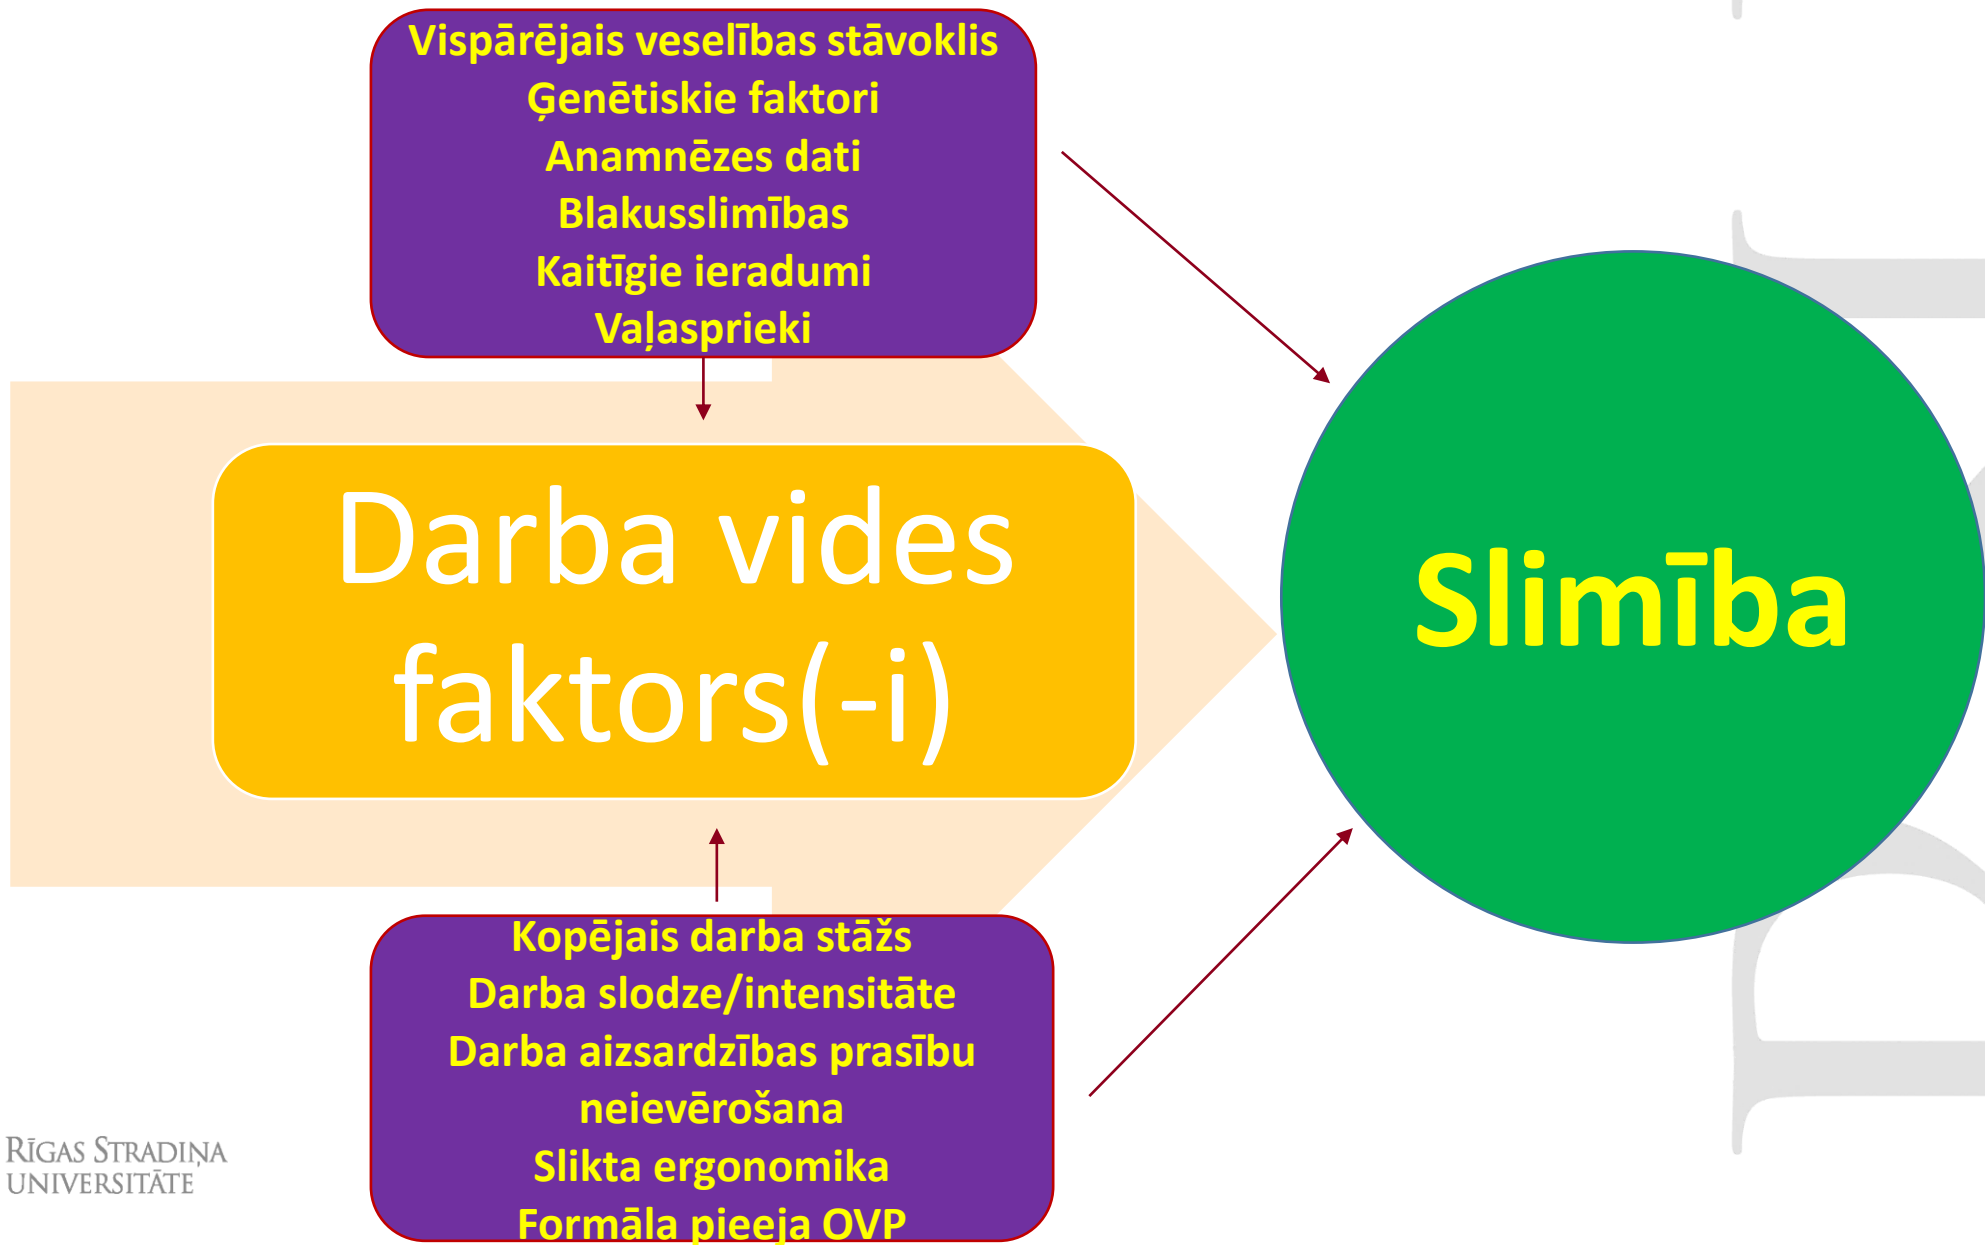 Vispārējais veselības stāvoklis
Ģenētiskie faktori
Anamnēzes dati
Blakusslimības
Kaitīgie ieradumi
Vaļasprieki
Darba vides
faktors(-i)
Slimība
Kopējais darba stāžs
Darba slodze/intensitāte
Darba aizsardzības prasību
neievērošana
Slikta ergonomika
Formāla pieeja OVP
RĪGAS STRADIŅA
UNIVERSITĀTE